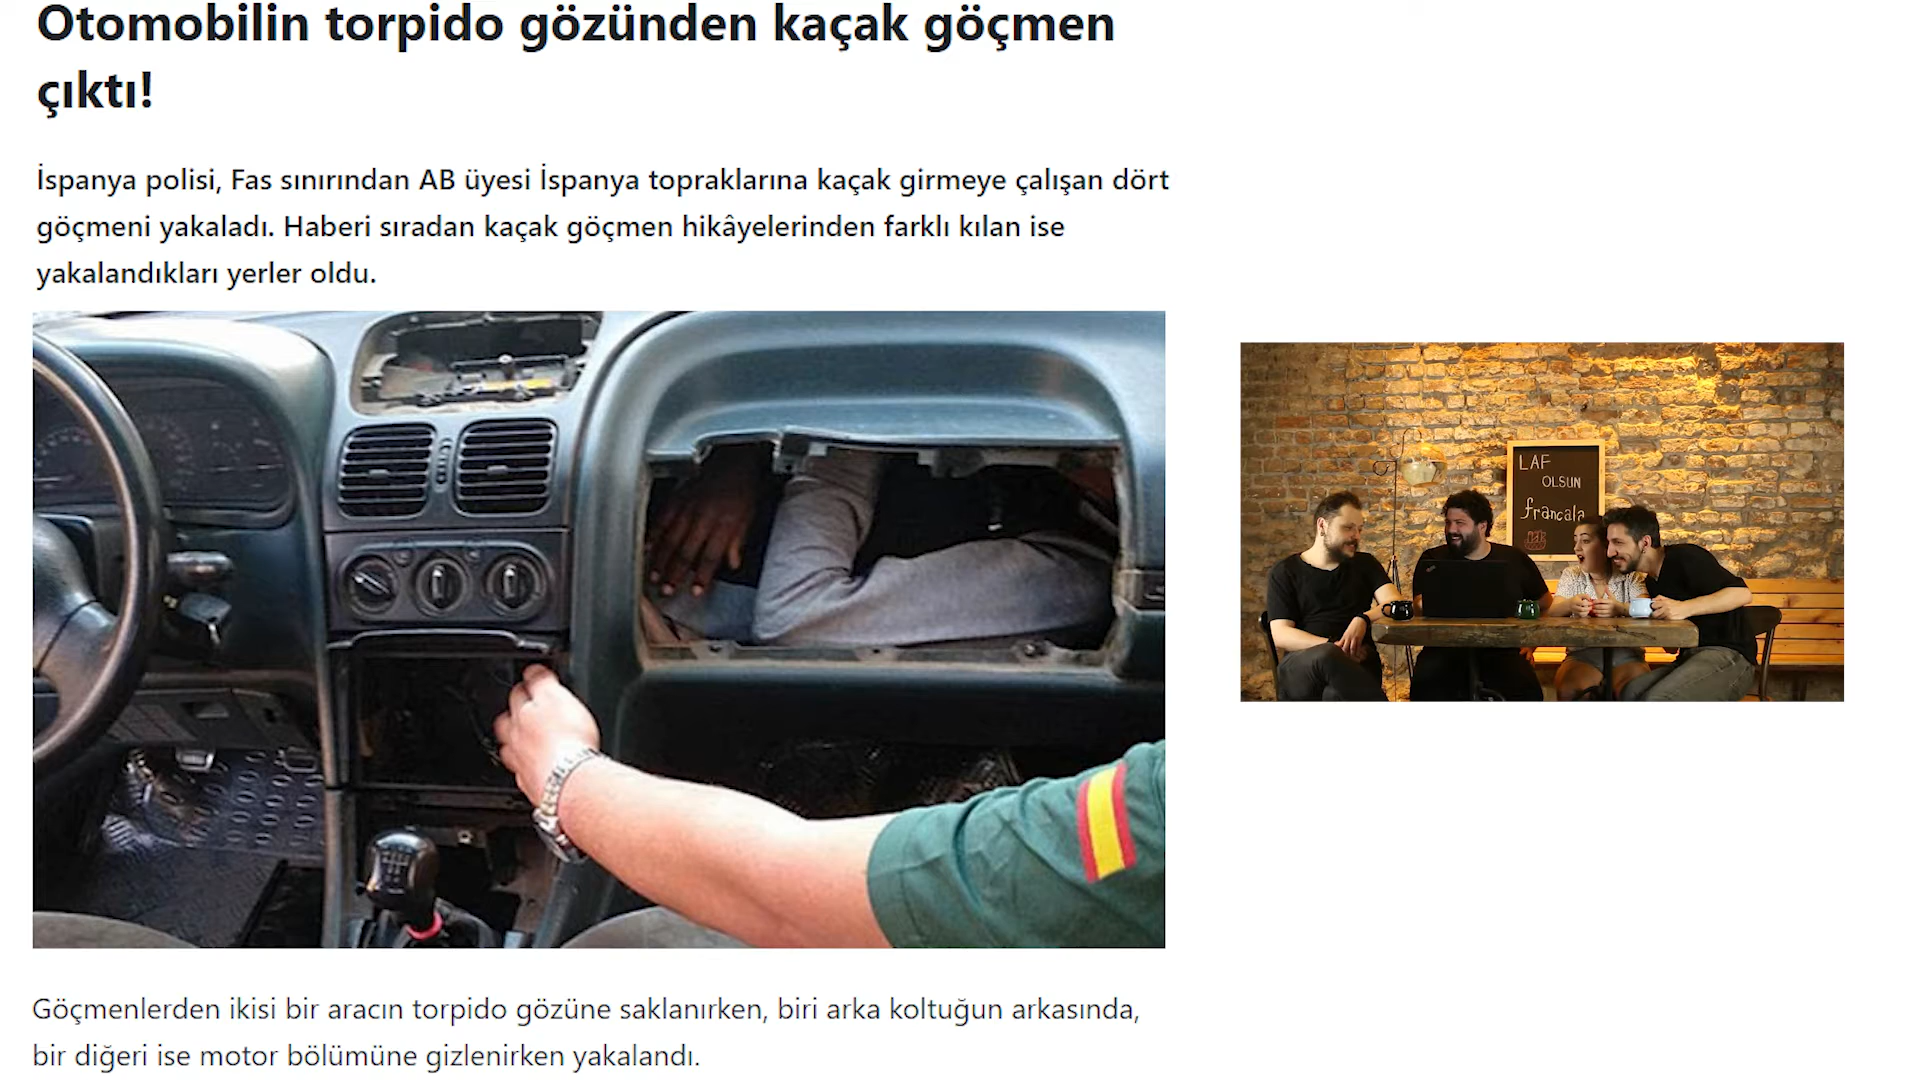 Otomobilin torpido gözünden kaçak göçmen
çıktı!
İspanya polisi, Fas sınırından AB üyesi İspanya topraklarına kaçak girmeye çalışan dört
göçmeni yakaladı. Haberi sıradan kaçak göçmen hikâyelerinden farklı kılan ise
yakalandıkları yerler oldu.
LAF
OLSUN
francala
Göçmenlerden ikisi bir aracın torpido gözüne saklanırken, biri arka koltuğun arkasında,
bir diğeri ise motor bölümüne gizlenirken yakalandı.